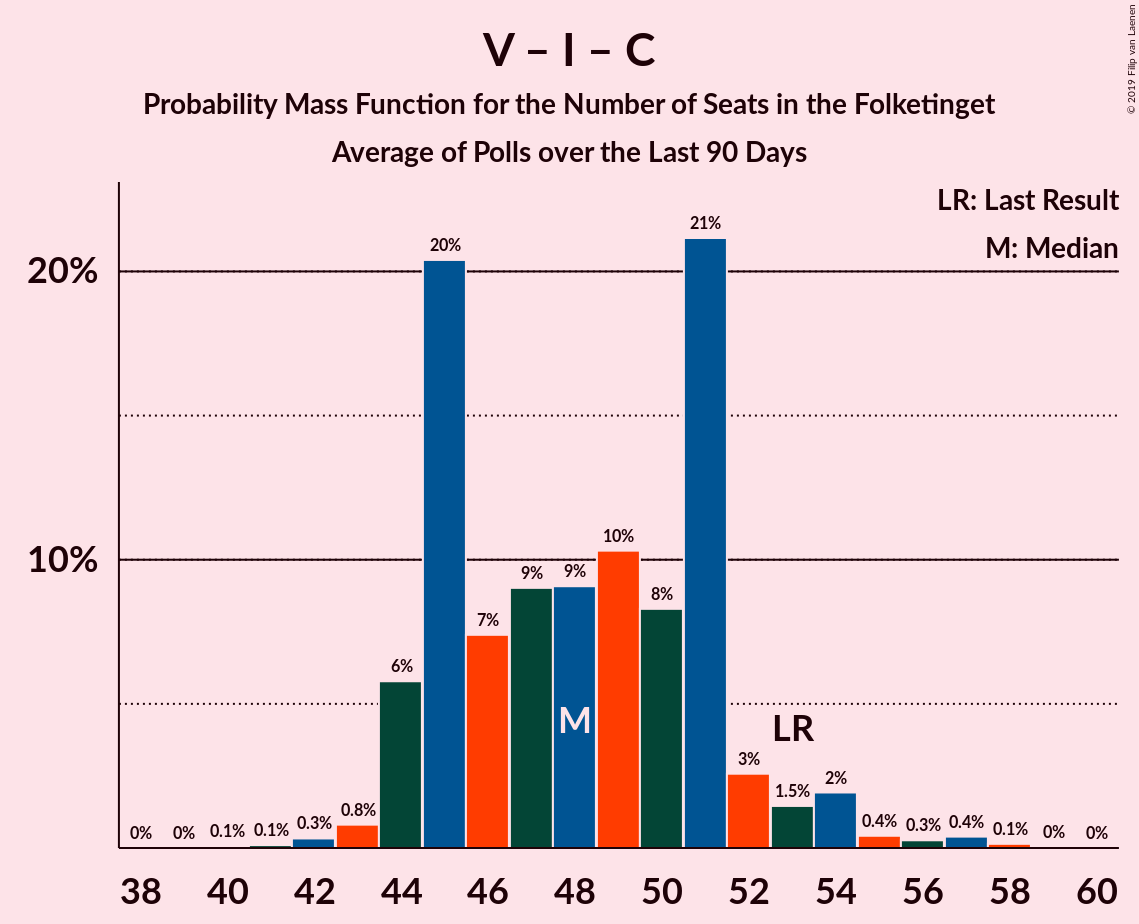 V – I – C
Probability Mass Function for the Number of Seats in the Folketinget
Average of Polls over the Last 90 Days
© 2019 Filip van Laenen
LR: Last Result
M: Median
20%
10%
0%
0%
0.1%
0.1%
0.3%
0.8%
6%
20%
7%
9%
9%
10%
8%
21%
3%
1.5%
2%
0.4%
0.3%
0.4%
0.1%
0%
0%
M
LR
38 40 42 44 46 48 50 52 54 56 58 60